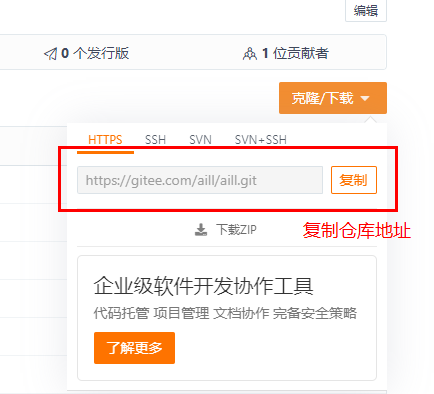 编辑
0 个发行版
1 位贡献者
克隆/下载
HTTPS SSH SVN SVN+SSH
https://gitee.com/aill/aill.git 复制
下载ZIP
复制仓库地址
企业级软件开发协作工具
代码托管 项目管理 文档协作 完备安全策略
了解更多